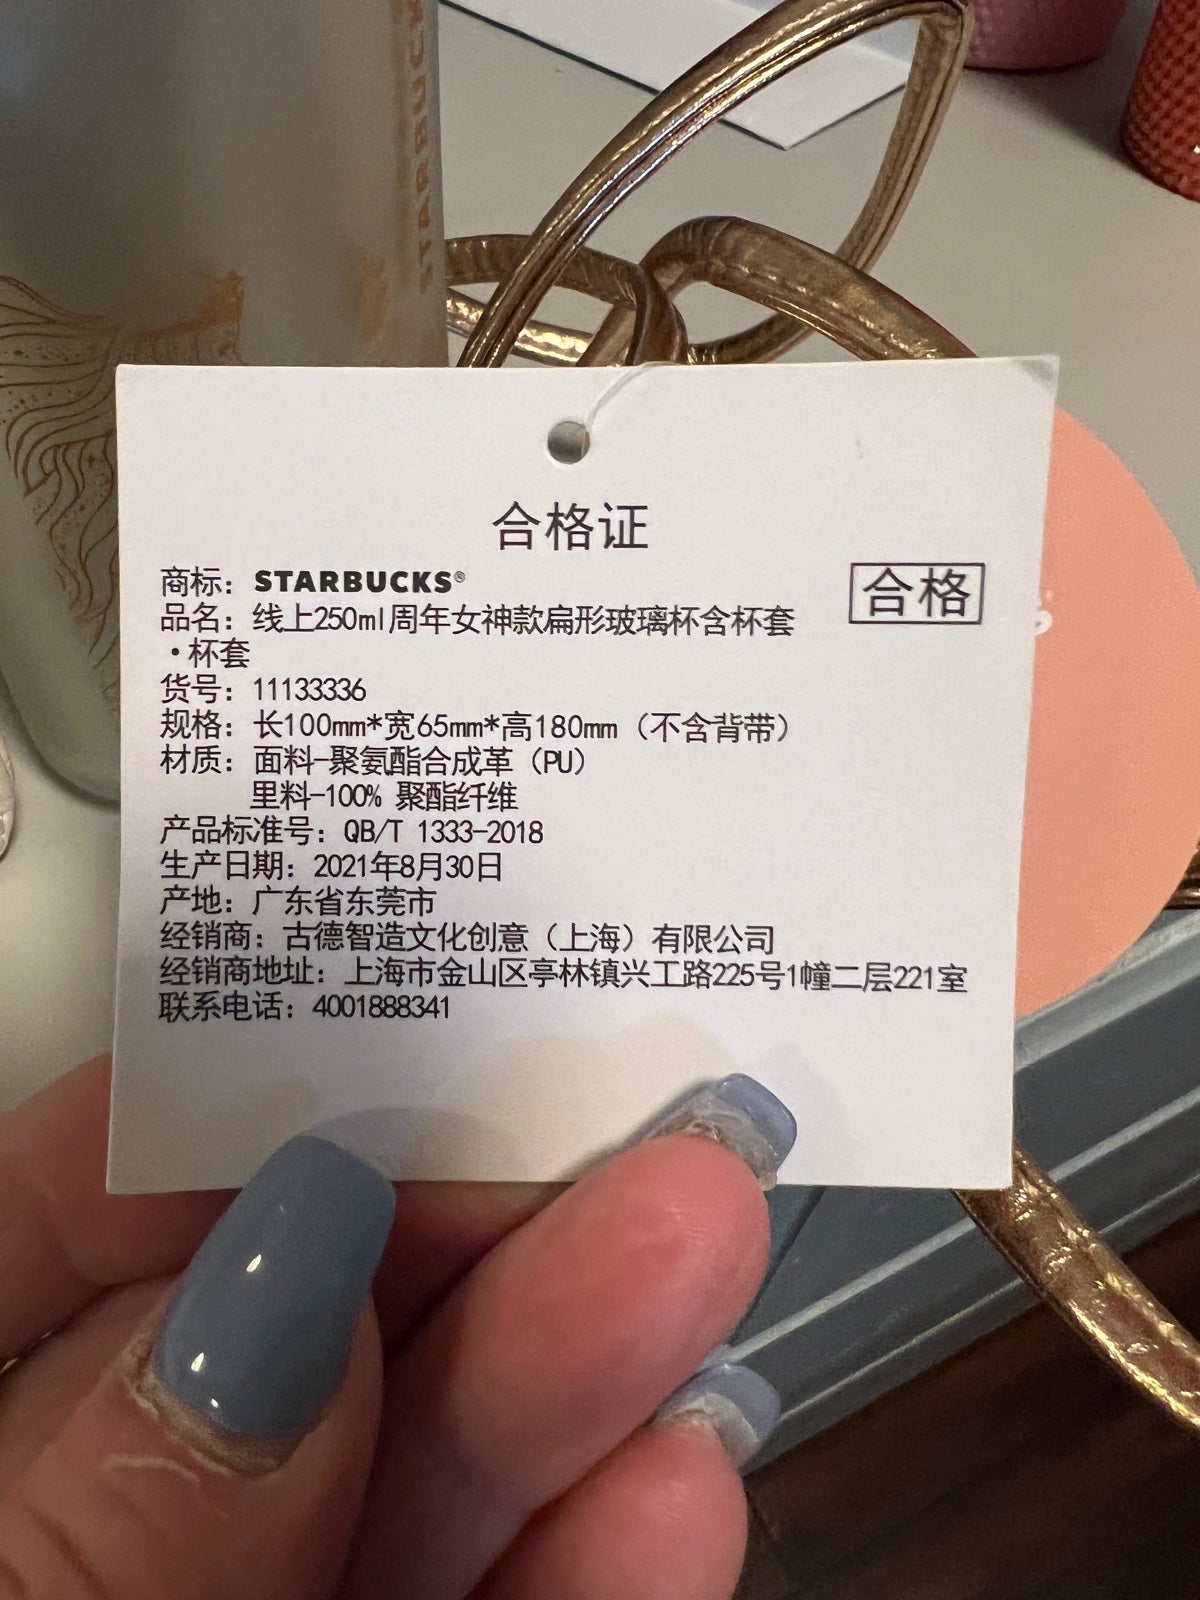 STARBUCKS
合格证
商标：STARBUCKS®
合格
品名：线上250ml周年女神款扁形玻璃杯含杯套
·杯套
货号：11133336
规格：长100mm*宽65mm*高180mm（不含背带）
材质：面料-聚氨酯合成革（PU）
里料-100% 聚酯纤维
产品标准号：QB/T 1333-2018
生产日期：2021年8月30日
产地：广东省东莞市
经销商：古德智造文化创意（上海）有限公司
经销商地址：上海市金山区亭林镇兴工路225号1幢二层221室
联系电话：4001888341